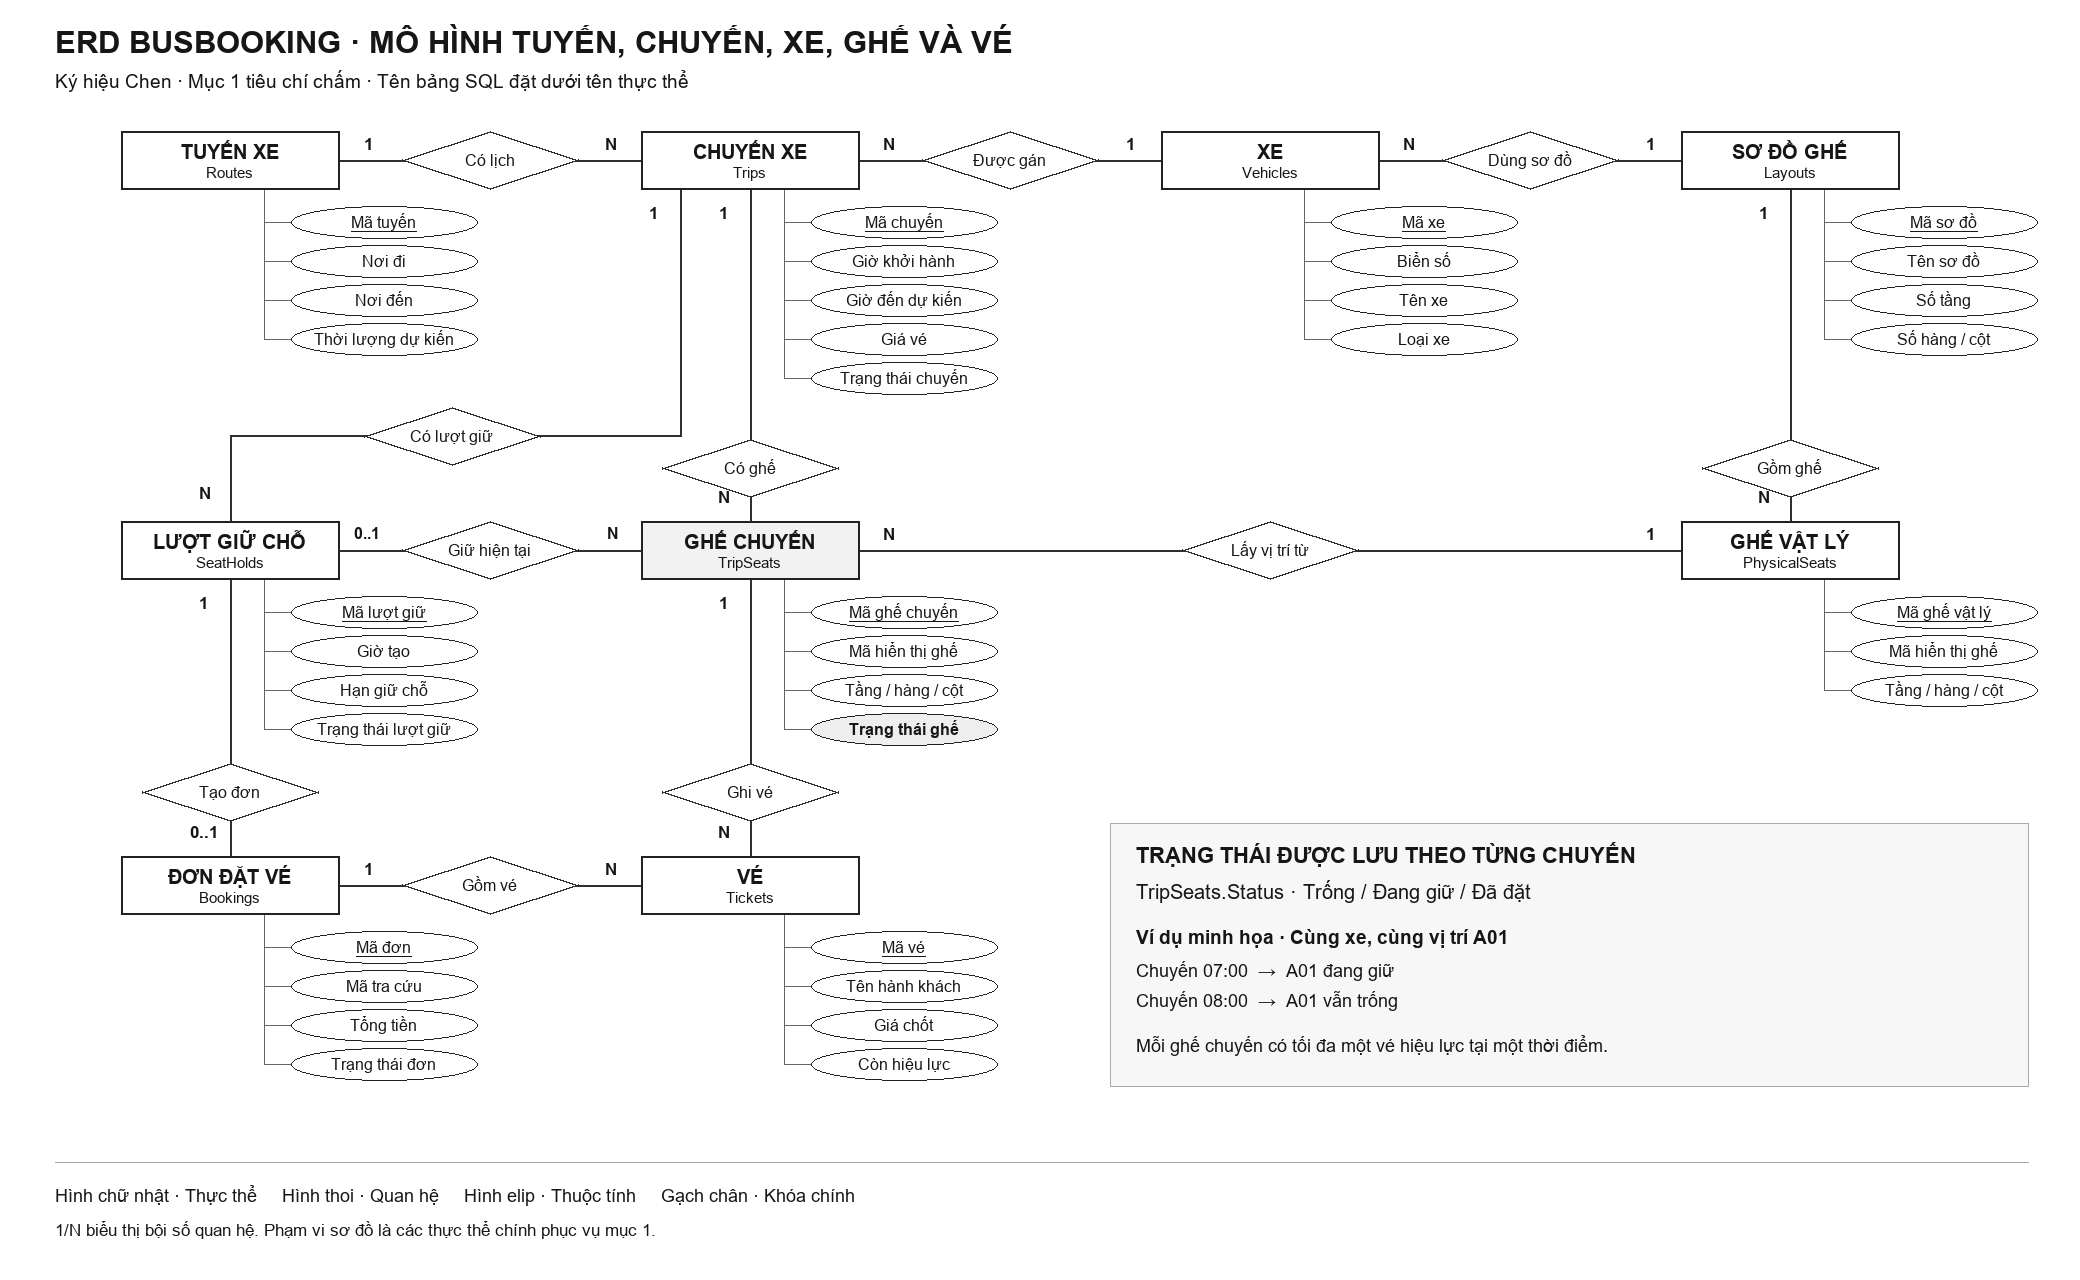 ERD BUSBOOKING · MÔ HÌNH TUYẾN, CHUYẾN, XE, GHẾ VÀ VÉ
Ký hiệu Chen · Mục 1 tiêu chí chấm · Tên bảng SQL đặt dưới tên thực thể
TUYẾN XE
Routes
1
Có lịch
N
CHUYẾN XE
Trips
N
Được gán
1
XE
Vehicles
N
Dùng sơ đồ
1
SƠ ĐỒ GHẾ
Layouts
Mã tuyến
Nơi đi
Nơi đến
Thời lượng dự kiến
1
1
Mã chuyến
Giờ khởi hành
Giờ đến dự kiến
Giá vé
Trạng thái chuyến
Mã xe
Biển số
Tên xe
Loại xe
1
Mã sơ đồ
Tên sơ đồ
Số tầng
Số hàng / cột
Có lượt giữ
N
Có ghế
N
Gồm ghế
N
LƯỢT GIỮ CHỖ
SeatHolds
0..1
Giữ hiện tại
N
GHẾ CHUYẾN
TripSeats
N
Lấy vị trí từ
1
GHẾ VẬT LÝ
PhysicalSeats
1
Mã lượt giữ
Giờ tạo
Hạn giữ chỗ
Trạng thái lượt giữ
1
Mã ghế chuyến
Mã hiển thị ghế
Tầng / hàng / cột
Trạng thái ghế
Mã ghế vật lý
Mã hiển thị ghế
Tầng / hàng / cột
Tạo đơn
0..1
Ghi vé
N
ĐƠN ĐẶT VÉ
Bookings
1
Gồm vé
N
VÉ
Tickets
Mã đơn
Mã tra cứu
Tổng tiền
Trạng thái đơn
Mã vé
Tên hành khách
Giá chốt
Còn hiệu lực
TRẠNG THÁI ĐƯỢC LƯU THEO TỪNG CHUYẾN
TripSeats.Status · Trống / Đang giữ / Đã đặt
Ví dụ minh họa · Cùng xe, cùng vị trí A01
Chuyến 07:00 → A01 đang giữ
Chuyến 08:00 → A01 vẫn trống
Mỗi ghế chuyến có tối đa một vé hiệu lực tại một thời điểm.
Hình chữ nhật · Thực thể Hình thoi · Quan hệ Hình elip · Thuộc tính Gạch chân · Khóa chính
1/N biểu thị bội số quan hệ. Phạm vi sơ đồ là các thực thể chính phục vụ mục 1.